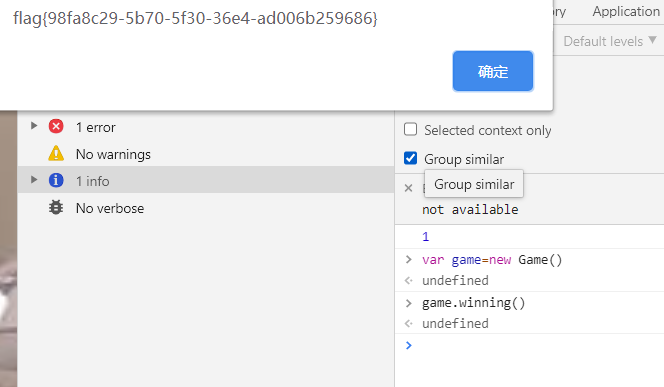 flag{98fa8c29-5b70-5f30-36e4-ad006b259686}
确定
Application
Default levels ▼
1 error
No warnings
1 info
No verbose
Selected context only
Group similar
Group similar
not available
1
var game=new Game()
undefined
game.winning()
undefined